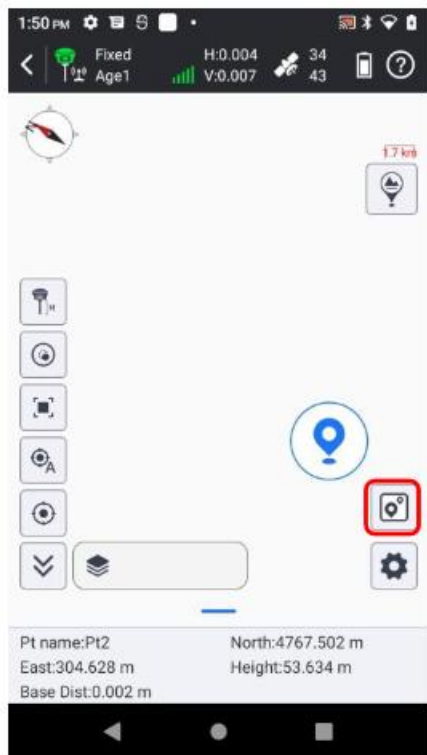 1:50 PM
Fixed H:0.004 34
Age1 V:0.007 43
N
1.7 km
H
A
Pt name:Pt2 North:4767.502 m
East:304.628 m Height:53.634 m
Base Dist:0.002 m